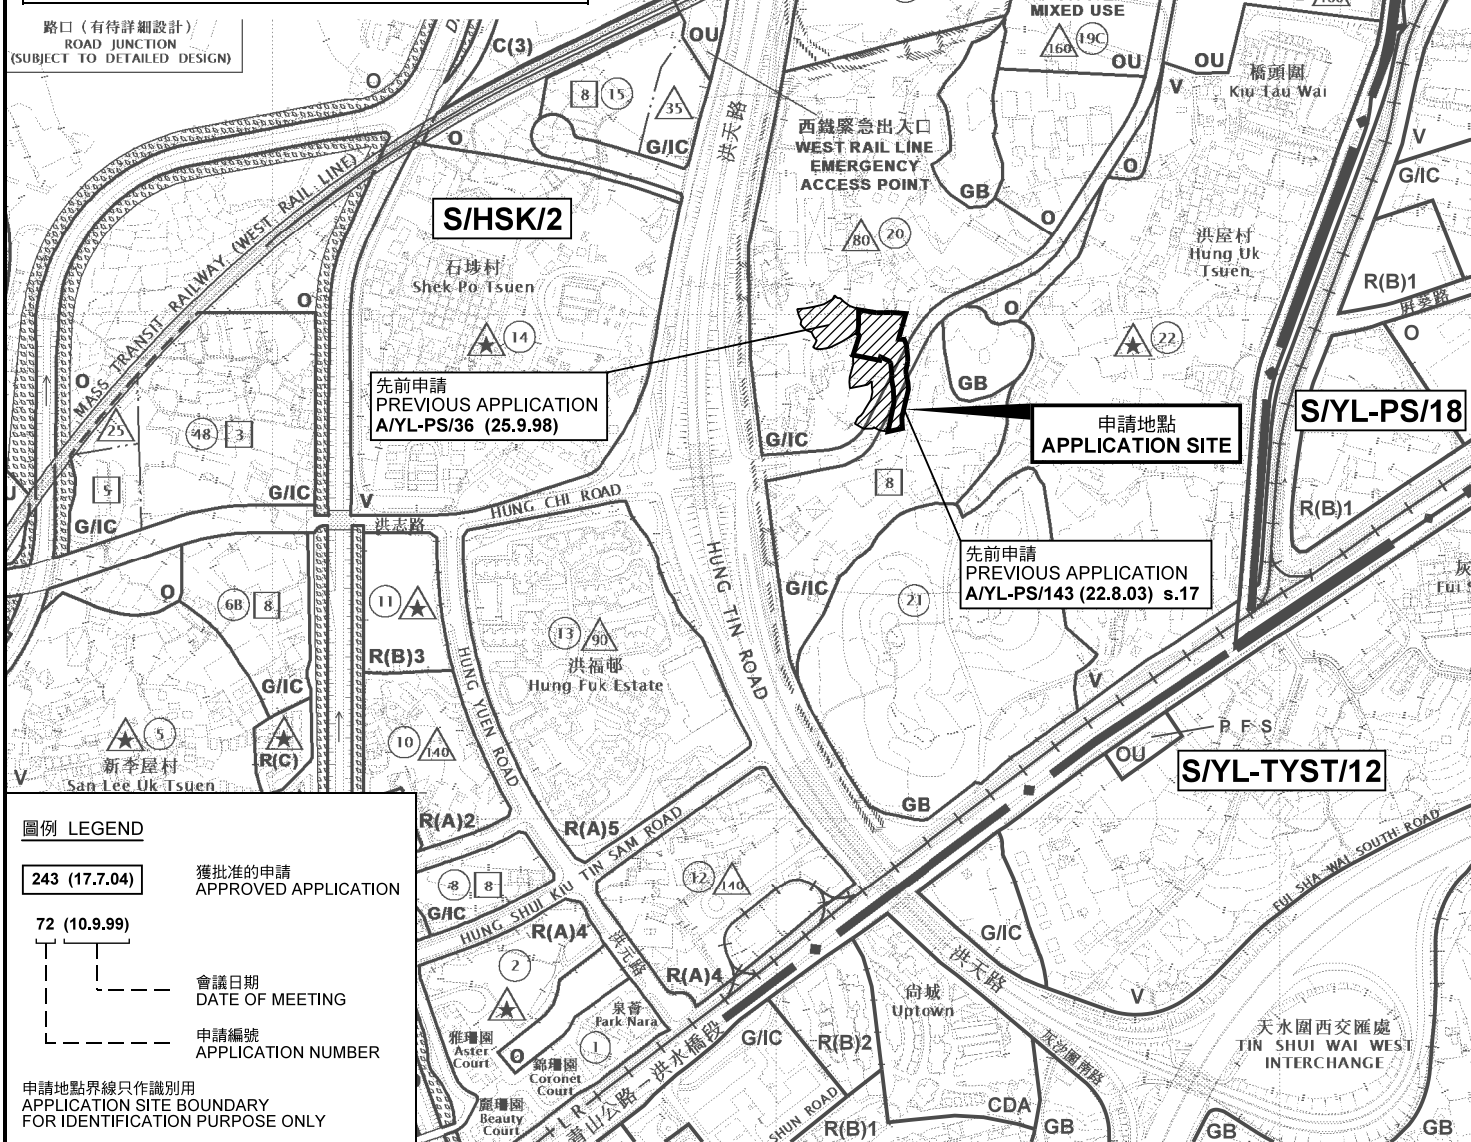 路口（有待詳細設計）
ROAD JUNCTION
(SUBJECT TO DETAILED DESIGN)
C(3)
OU
MIXED USE
160
19C
OU
OU
橋頭圍
Kiu Tau Wai
V
V
O
8
15
35
G/IC
O
洪天路
西鐵緊急出入口
WEST RAIL LINE
EMERGENCY
ACCESS POINT
GB
O
O
G/IC
S/HSK/2
80
20
洪屋村
Hung Uk
Tsuen
石埗村
Shek Po Tsuen
MASS TRANSIT RAILWAY (WEST RAIL LINE)
O
R(B)1
屏葵路
O
14
O
22
O
GB
先前申請
PREVIOUS APPLICATION
A/YL-PS/36 (25.9.98)
申請地點
APPLICATION SITE
S/YL-PS/18
25
48
3
G/IC
8
5
G/IC
G/IC
V
洪志路
HUNG CHI ROAD
R(B)1
先前申請
PREVIOUS APPLICATION
A/YL-PS/143 (22.8.03) s.17
HUNG TIN ROAD
G/IC
21
O
6B
8
11
13
90
洪福邨
Hung Fuk Estate
R(B)3
HUNG YUEN ROAD
G/IC
V
5
新李屋村
San Lee Uk Tsuen
V
R(C)
10
140
P F S
OU
S/YL-TYST/12
GB
R(A)2
R(A)5
HUNG SHUI KIU TIN SAM ROAD
12
140
FUI SHA WAI SOUTH ROAD
8
8
G/IC
R(A)4
洪元路
R(A)4
2
G/IC
洪天路
V
尚城
Uptown
泉薈
Park Nara
1
雅珊園
Aster
Court
O
錦珊園
Coronet
Court
麗珊園
Beauty
Court
G/IC
R(B)2
灰沙圍南路
天水圍西交匯處
TIN SHUI WAI WEST
INTERCHANGE
L R
青山公路－洪水橋段
SHUN ROAD
R(B)1
CDA
GB
GB
GB
圖例 LEGEND
243 (17.7.04)
獲批准的申請
APPROVED APPLICATION
72 (10.9.99)
會議日期
DATE OF MEETING
申請編號
APPLICATION NUMBER
申請地點界線只作識別用
APPLICATION SITE BOUNDARY
FOR IDENTIFICATION PURPOSE ONLY